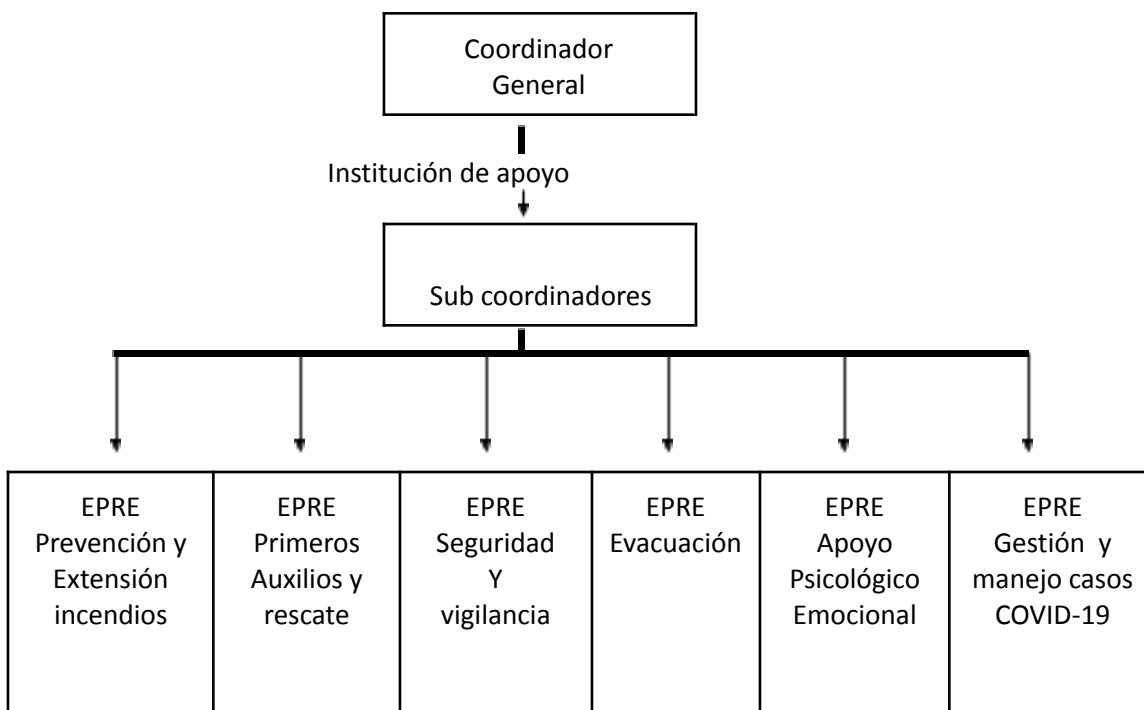 Coordinador
General
Institución de apoyo
Sub coordinadores
EPRE
Prevención y
Extensión
incendios
EPRE
Primeros
Auxilios y
rescate
EPRE
Seguridad
Y
vigilancia
EPRE
Evacuación
EPRE
Apoyo
Psicológico
Emocional
EPRE
Gestión y
manejo casos
COVID-19